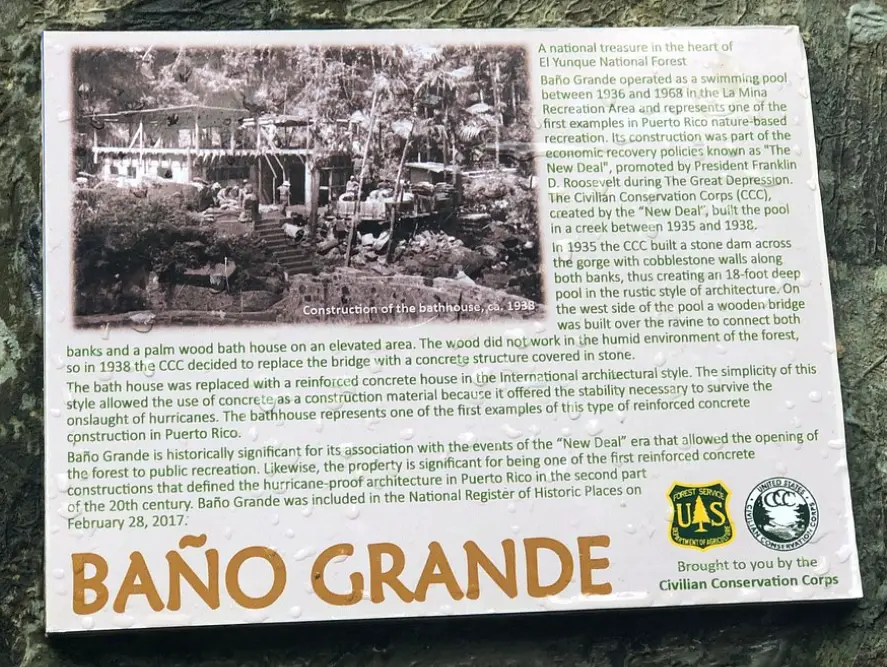 A national treasure in the heart of
El Yunque National Forest
Baño Grande operated as a swimming pool
between 1936 and 1968 in the La Mina
Recreation Area and represents one of the
first examples in Puerto Rico nature-based
recreation. Its construction was part of the
economic recovery policies known as "The
New Deal", promoted by President Franklin
D. Roosevelt during The Great Depression.
The Civilian Conservation Corps (CCC),
created by the "New Deal", built the pool
in a creek between 1935 and 1938.
In 1935 the CCC built a stone dam across
the gorge with cobblestone walls along
both banks, thus creating an 18-foot deep
pool in the rustic style of architecture. On
the west side of the pool a wooden bridge
was built over the ravine to connect both
Construction of the bathhouse, ca. 1938
banks and a palm wood bath house on an elevated area. The wood did not work in the humid environment of the forest,
so in 1938 the CCC decided to replace the bridge with a concrete structure covered in stone.
The bath house was replaced with a reinforced concrete house in the International architectural style. The simplicity of this
style allowed the use of concrete as a construction material because it offered the stability necessary to survive the
onslaught of hurricanes. The bathhouse represents one of the first examples of this type of reinforced concrete
construction in Puerto Rico.
Baño Grande is historically significant for its association with the events of the "New Deal" era that allowed the opening of
the forest to public recreation. Likewise, the property is significant for being one of the first reinforced concrete
constructions that defined the hurricane-proof architecture in Puerto Rico in the second part
of the 20th century. Baño Grande was included in the National Register of Historic Places on
February 28, 2017.
FOREST SERVICE
U S
DEPARTMENT OF AGRICULTURE
UNITED STATES
CCC
CIVILIAN CONSERVATION CORPS
BAÑO GRANDE
Brought to you by the
Civilian Conservation Corps